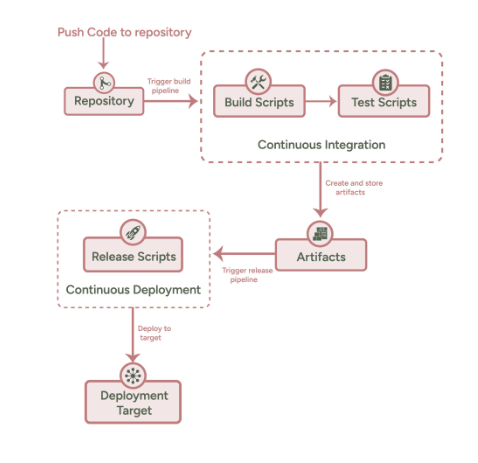 Push Code to repository
Repository
Trigger build
pipeline
Build Scripts
Test Scripts
Continuous Integration
Create and store
artifacts
Artifacts
Trigger release
pipeline
Release Scripts
Continuous Deployment
Deploy to
target
Deployment
Target